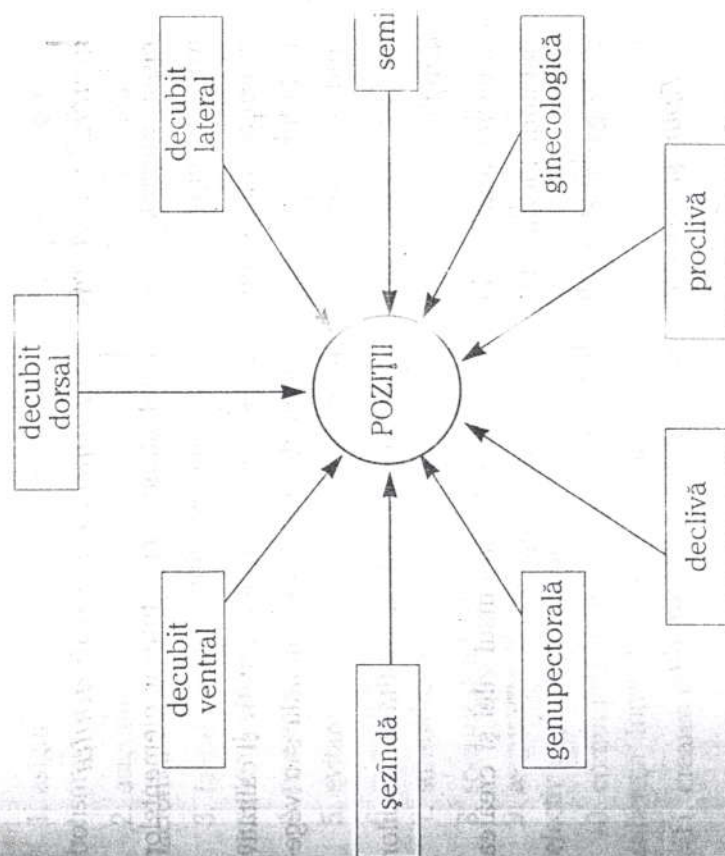 decubit
dorsal
decubit
ventral
decubit
lateral
şezîndă
POZIŢII
semi
genupectorală
ginecologică
declivă
proclivă